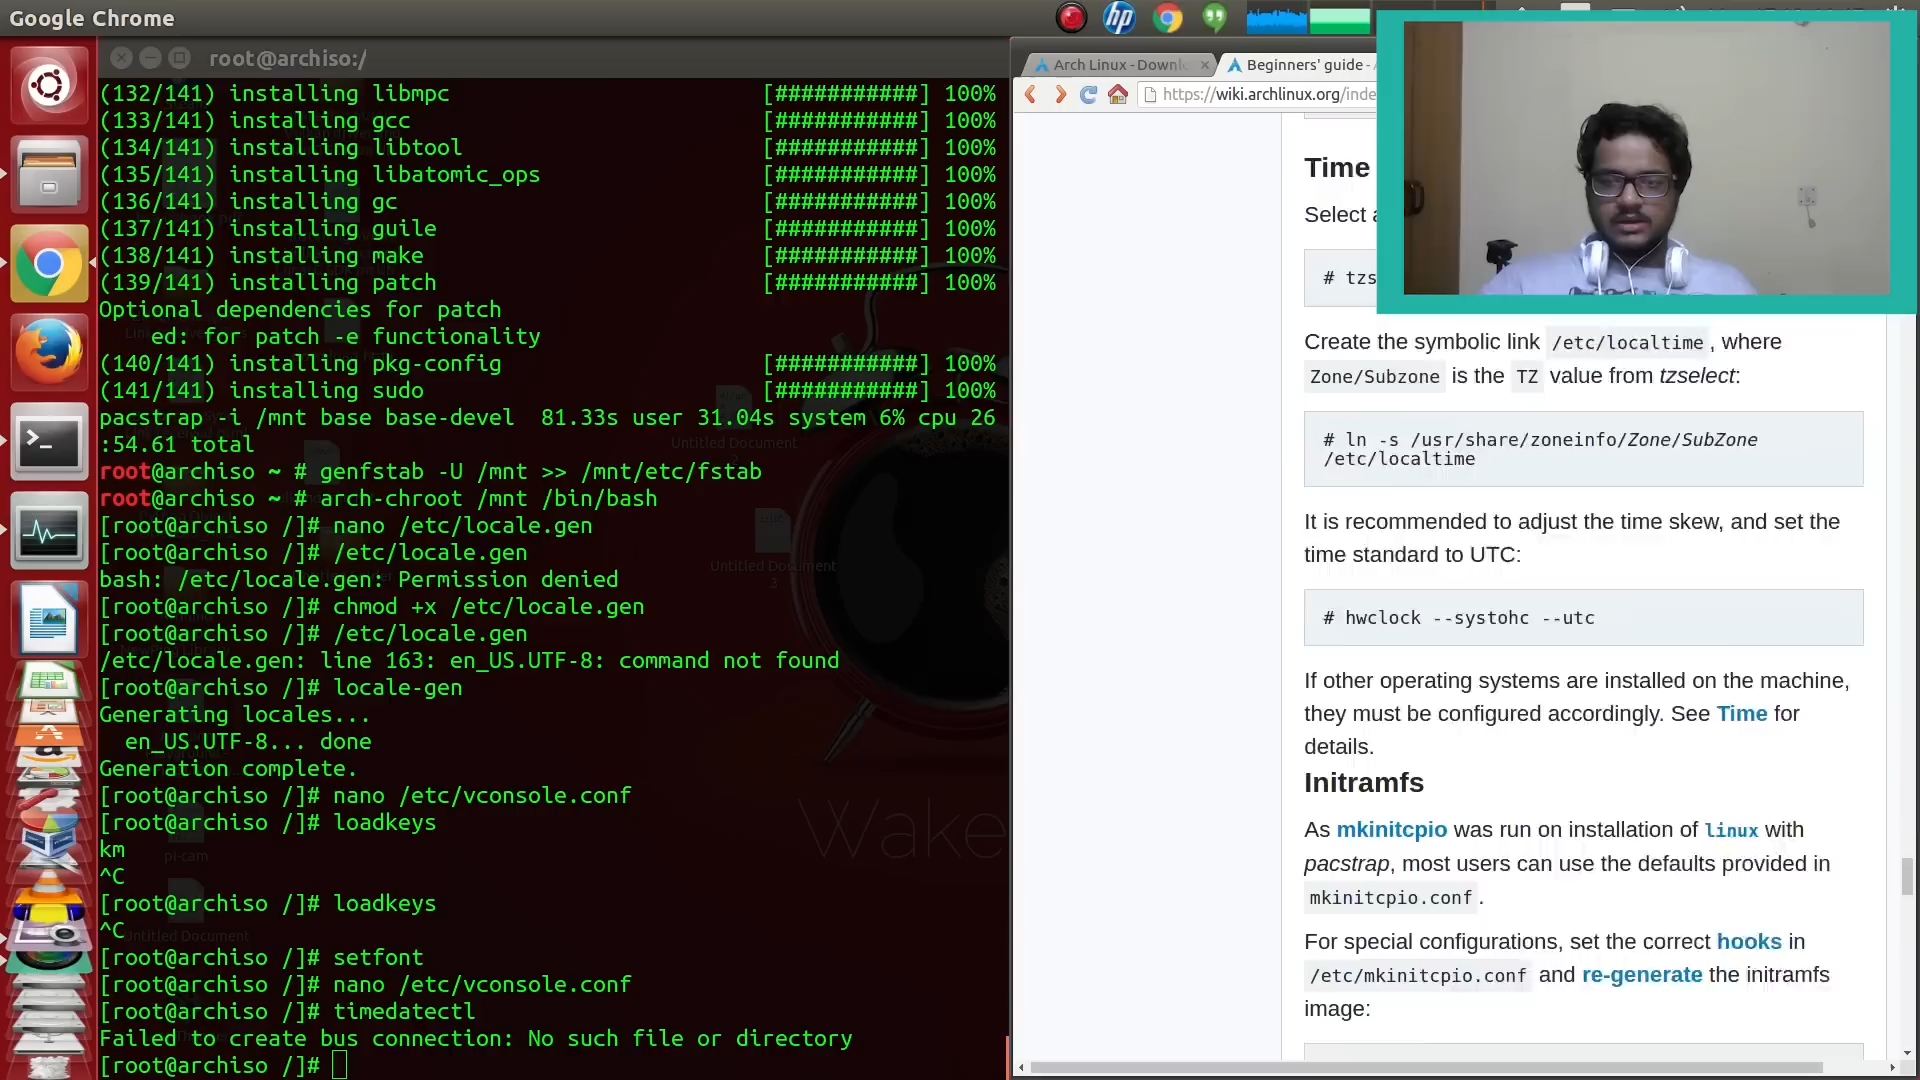 Google Chrome
root@archiso:/
(132/141) installing libmpc [###########] 100%
(133/141) installing gcc [###########] 100%
(134/141) installing libtool [###########] 100%
(135/141) installing libatomic_ops [###########] 100%
(136/141) installing gc [###########] 100%
(137/141) installing guile [###########] 100%
(138/141) installing make [###########] 100%
(139/141) installing patch [###########] 100%
Optional dependencies for patch
ed: for patch -e functionality
(140/141) installing pkg-config [###########] 100%
(141/141) installing sudo [###########] 100%
pacstrap -i /mnt base base-devel 81.33s user 31.04s system 6% cpu 26
:54.61 total
root@archiso ~ # genfstab -U /mnt >> /mnt/etc/fstab
root@archiso ~ # arch-chroot /mnt /bin/bash
[root@archiso /]# nano /etc/locale.gen
[root@archiso /]# /etc/locale.gen
bash: /etc/locale.gen: Permission denied
[root@archiso /]# chmod +x /etc/locale.gen
[root@archiso /]# /etc/locale.gen
/etc/locale.gen: line 163: en_US.UTF-8: command not found
[root@archiso /]# locale-gen
Generating locales...
en_US.UTF-8... done
Generation complete.
[root@archiso /]# nano /etc/vconsole.conf
[root@archiso /]# loadkeys
km
^C
[root@archiso /]# loadkeys
^C
[root@archiso /]# setfont
[root@archiso /]# nano /etc/vconsole.conf
[root@archiso /]# timedatectl
Failed to create bus connection: No such file or directory
[root@archiso /]#
Untitled Document
2
Untitled Document
3
pi-cam
Untitled Document
Wake
hp
Arch Linux - Downl
Beginners' guide -
https://wiki.archlinux.org/inde
Time
Select a
# tzs
Create the symbolic link /etc/localtime, where
Zone/Subzone is the TZ value from tzselect:
# ln -s /usr/share/zoneinfo/Zone/SubZone
/etc/localtime
It is recommended to adjust the time skew, and set the
time standard to UTC:
# hwclock --systohc --utc
If other operating systems are installed on the machine,
they must be configured accordingly. See Time for
details.
Initramfs
As mkinitcpio was run on installation of linux with
pacstrap, most users can use the defaults provided in
mkinitcpio.conf.
For special configurations, set the correct hooks in
/etc/mkinitcpio.conf and re-generate the initramfs
image: